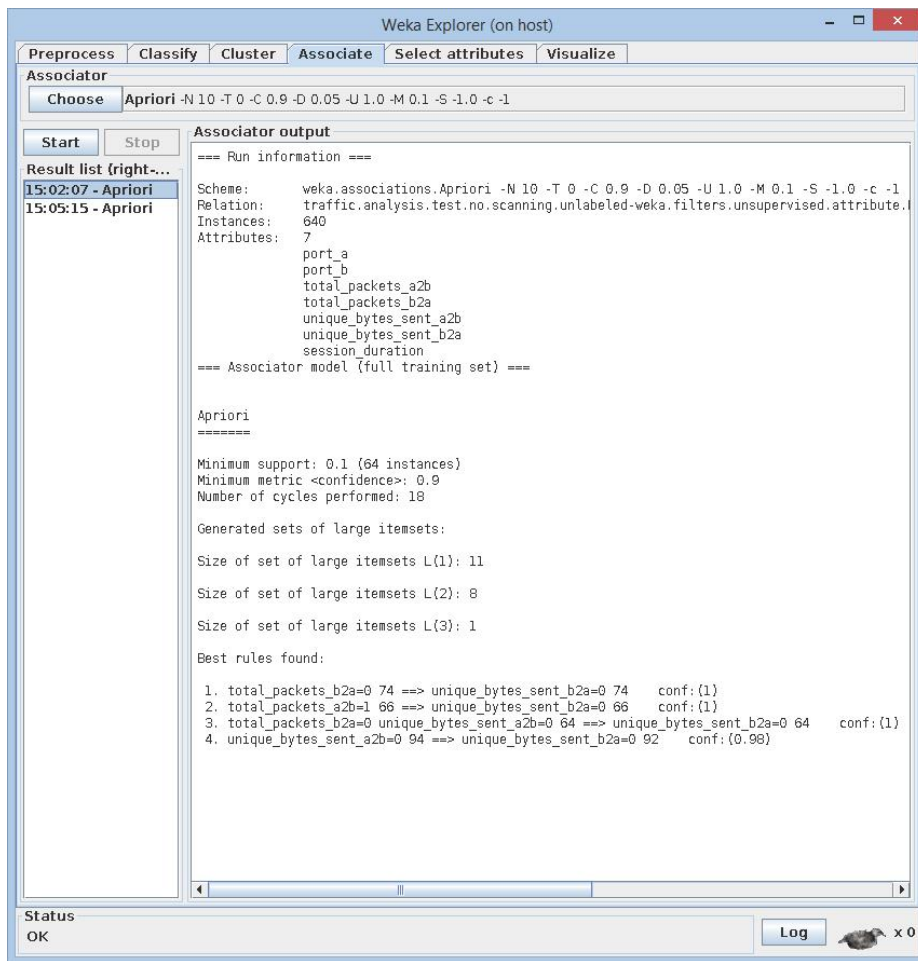 Weka Explorer (on host)
Preprocess Classify Cluster Associate Select attributes Visualize
Associator
Choose Apriori -N 10 -T 0 -C 0.9 -D 0.05 -U 1.0 -M 0.1 -S -1.0 -c -1
Start Stop
Result list (right-...
15:02:07 - Apriori
15:05:15 - Apriori
Associator output
=== Run information ===
Scheme: weka.associations.Apriori -N 10 -T 0 -C 0.9 -D 0.05 -U 1.0 -M 0.1 -S -1.0 -c -1
Relation: traffic.analysis.test.no.scanning.unlabeled-weka.filters.unsupervised.attribute.
Instances: 640
Attributes: 7
port_a
port_b
total_packets_a2b
total_packets_b2a
unique_bytes_sent_a2b
unique_bytes_sent_b2a
session_duration
=== Associator model (full training set) ===
Apriori
=======
Minimum support: 0.1 (64 instances)
Minimum metric <confidence>: 0.9
Number of cycles performed: 18
Generated sets of large itemsets:
Size of set of large itemsets L(1): 11
Size of set of large itemsets L(2): 8
Size of set of large itemsets L(3): 1
Best rules found:
1. total_packets_b2a=0 74 ==> unique_bytes_sent_b2a=0 74 conf:(1)
2. total_packets_a2b=1 66 ==> unique_bytes_sent_b2a=0 66 conf:(1)
3. total_packets_b2a=0 unique_bytes_sent_a2b=0 64 ==> unique_bytes_sent_b2a=0 64 conf:(1)
4. unique_bytes_sent_a2b=0 94 ==> unique_bytes_sent_b2a=0 92 conf:(0.98)
Status
OK
Log x 0